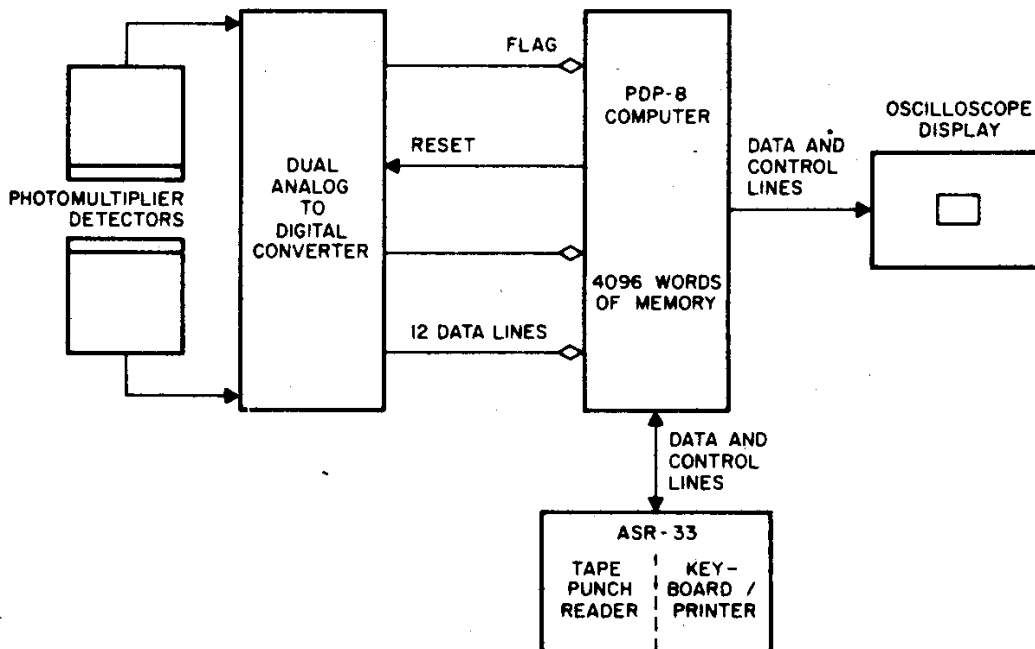 PHOTOMULTIPLIER
DETECTORS
DUAL
ANALOG
TO
DIGITAL
CONVERTER
FLAG
RESET
12 DATA LINES
PDP-8
COMPUTER
4096 WORDS
OF MEMORY
DATA AND
CONTROL
LINES
OSCILLOSCOPE
DISPLAY
DATA AND
CONTROL
LINES
ASR-33
TAPE
PUNCH
READER
KEY-
BOARD /
PRINTER